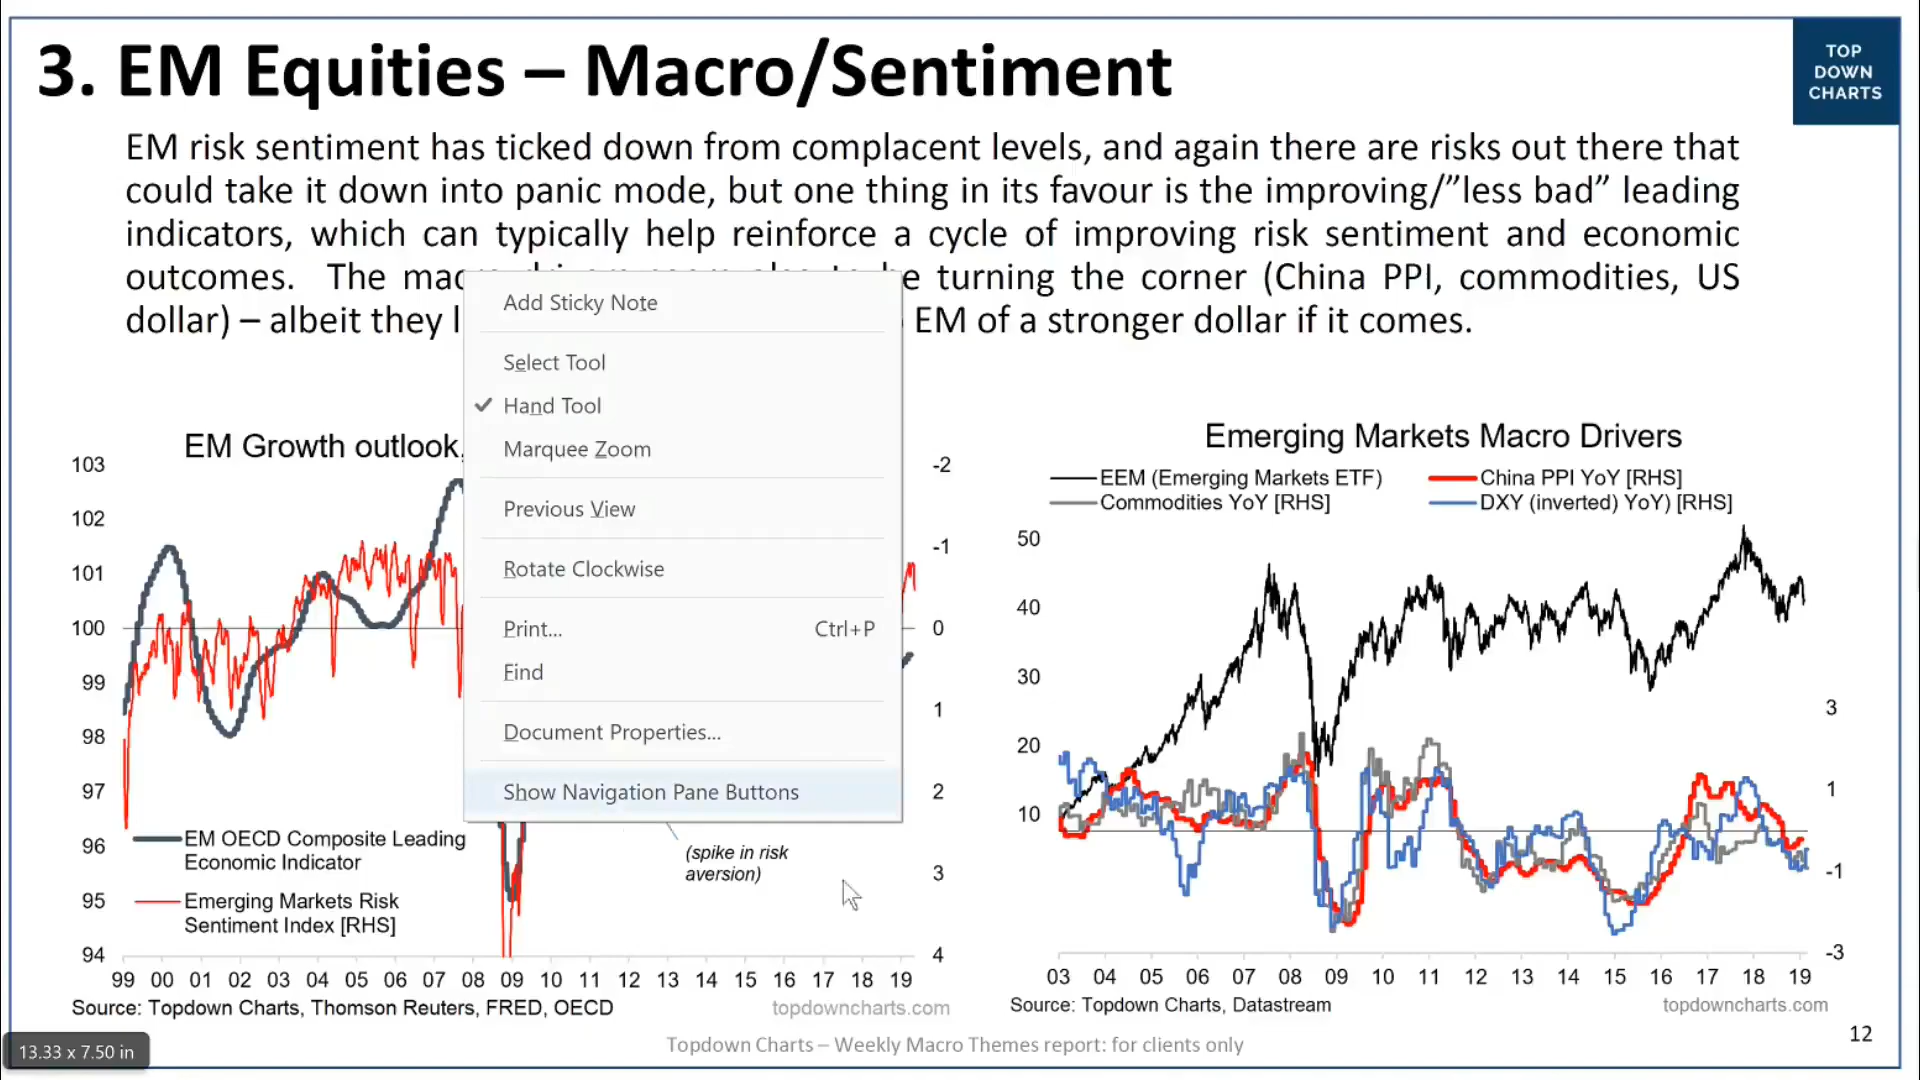 3. EM Equities – Macro/Sentiment
TOP
DOWN
CHARTS
EM risk sentiment has ticked down from complacent levels, and again there are risks out there that
could take it down into panic mode, but one thing in its favour is the improving/”less bad” leading
indicators, which can typically help reinforce a cycle of improving risk sentiment and economic
outcomes. The turning the corner (China PPI, commodities, US
dollar) – albeit they EM of a stronger dollar if it comes.
Add Sticky Note
Select Tool
Hand Tool
Marquee Zoom
Previous View
Rotate Clockwise
Print... Ctrl+P
Find
Document Properties...
Show Navigation Pane Buttons
EM Growth outlook,
103
102
101
100
99
98
97
96
95
94
-2
-1
0
1
2
3
4
EM OECD Composite Leading
Economic Indicator
Emerging Markets Risk
Sentiment Index [RHS]
(spike in risk
aversion)
99 00 01 02 03 04 05 06 07 08 09 10 11 12 13 14 15 16 17 18 19
Source: Topdown Charts, Thomson Reuters, FRED, OECD
topdowncharts.com
Emerging Markets Macro Drivers
EEM (Emerging Markets ETF) China PPI YoY [RHS]
Commodities YoY [RHS] DXY (inverted) YoY) [RHS]
50
40
30
20
10
3
1
-1
-3
03 04 05 06 07 08 09 10 11 12 13 14 15 16 17 18 19
Source: Topdown Charts, Datastream
topdowncharts.com
13.33 x 7.50 in
Topdown Charts – Weekly Macro Themes report: for clients only
12